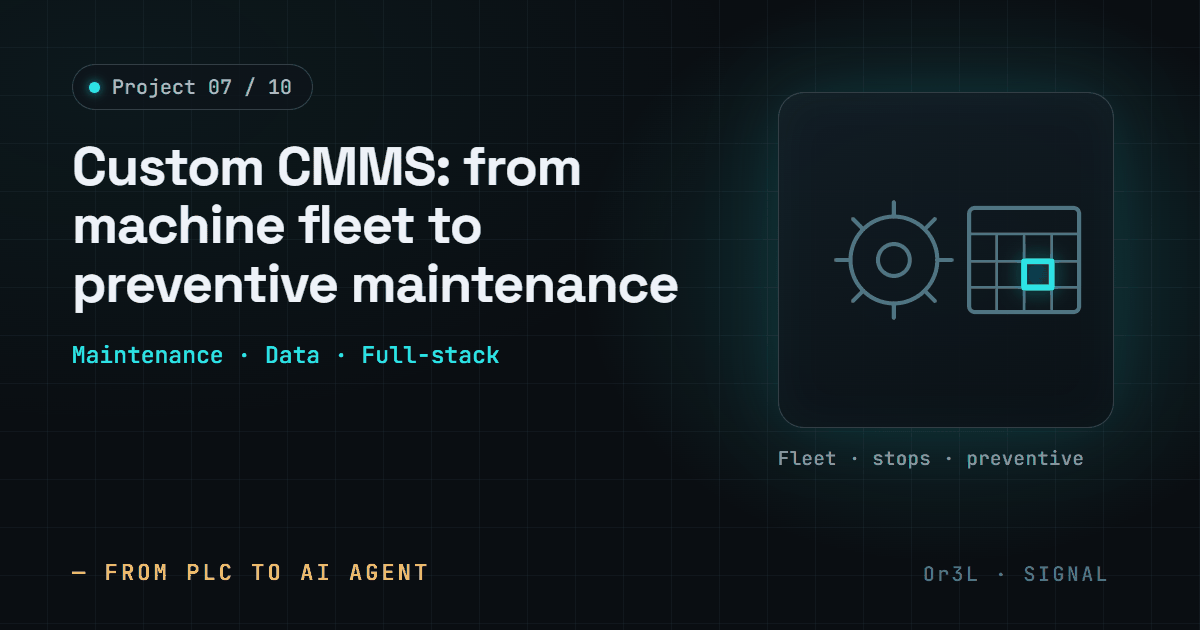 Project 07 / 10
Custom CMMS: from
machine fleet to
preventive maintenance
Maintenance · Data · Full-stack
Fleet · stops · preventive
— FROM PLC TO AI AGENT
Or3L · SIGNAL